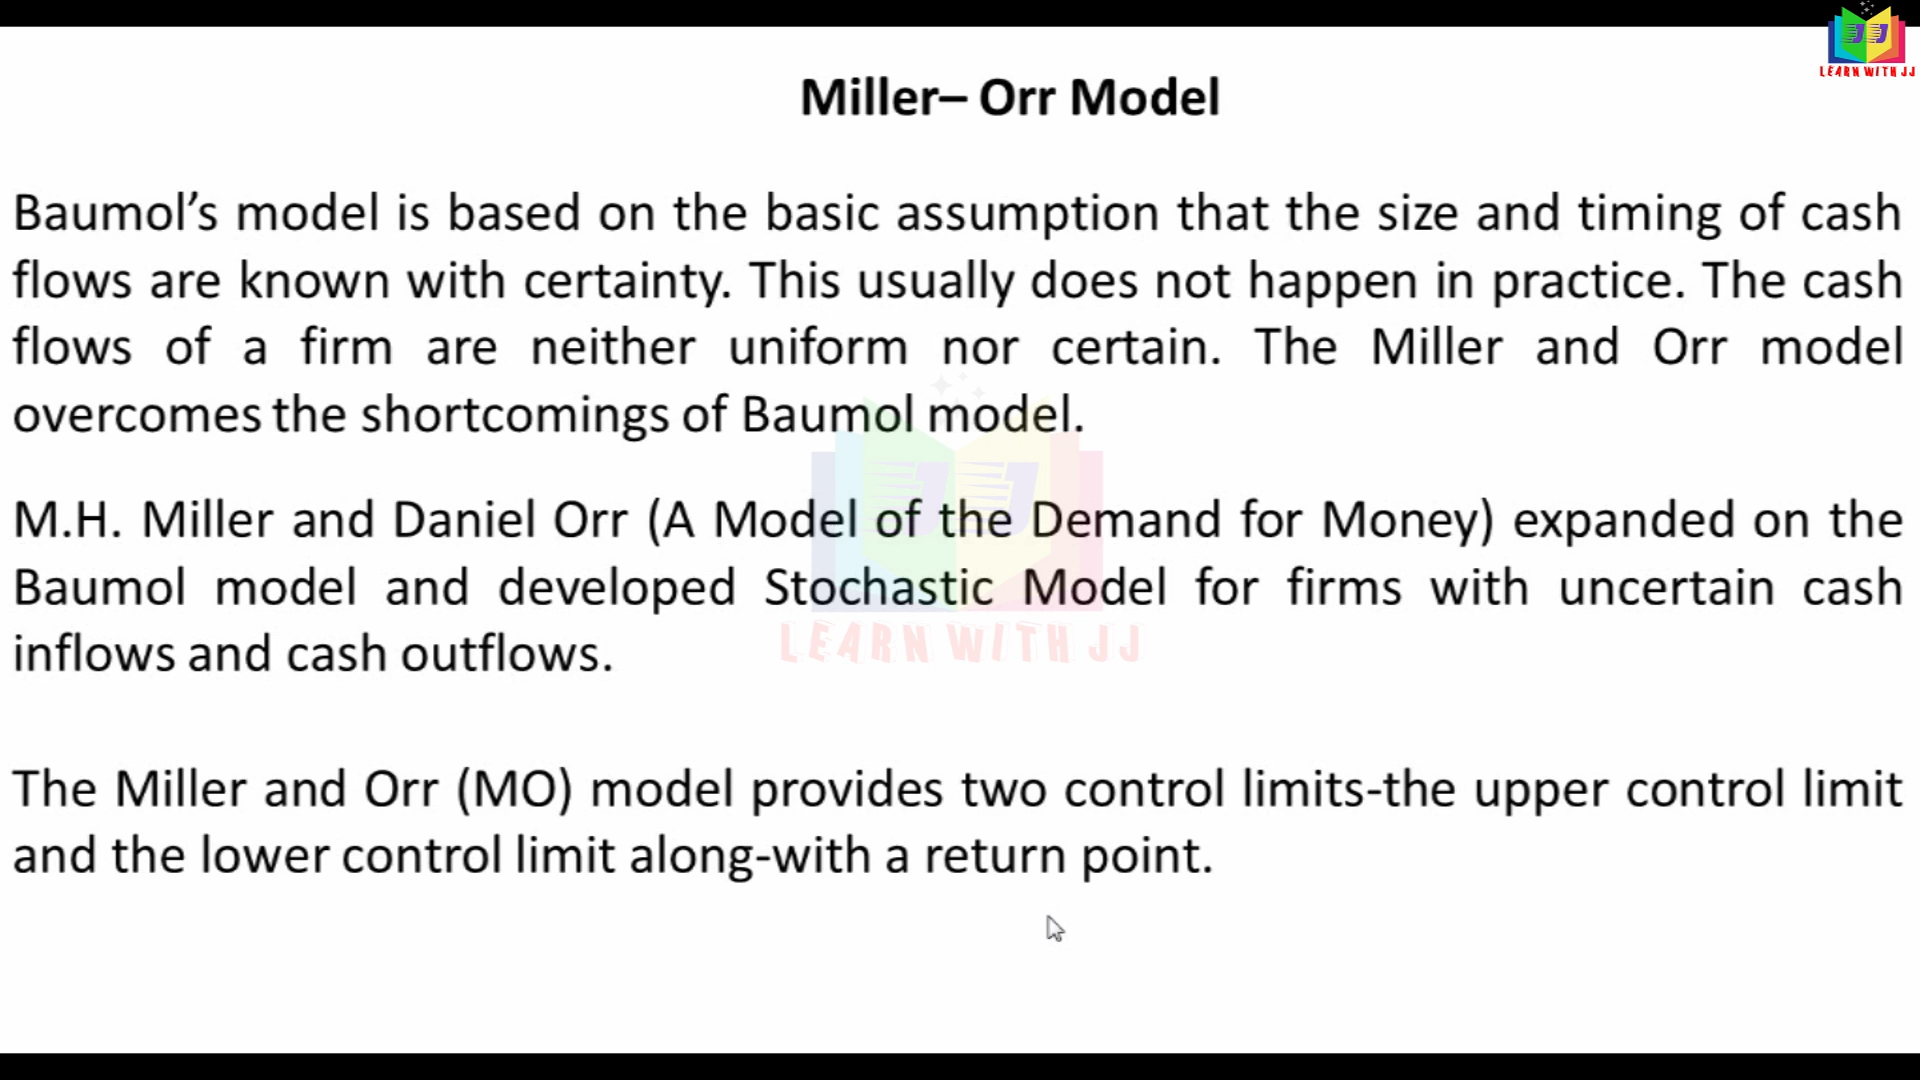 LEARN WITH JJ
Miller– Orr Model
Baumol’s model is based on the basic assumption that the size and timing of cash
flows are known with certainty. This usually does not happen in practice. The cash
flows of a firm are neither uniform nor certain. The Miller and Orr model
overcomes the shortcomings of Baumol model.
M.H. Miller and Daniel Orr (A Model of the Demand for Money) expanded on the
Baumol model and developed Stochastic Model for firms with uncertain cash
inflows and cash outflows.
LEARN WITH JJ
The Miller and Orr (MO) model provides two control limits-the upper control limit
and the lower control limit along-with a return point.